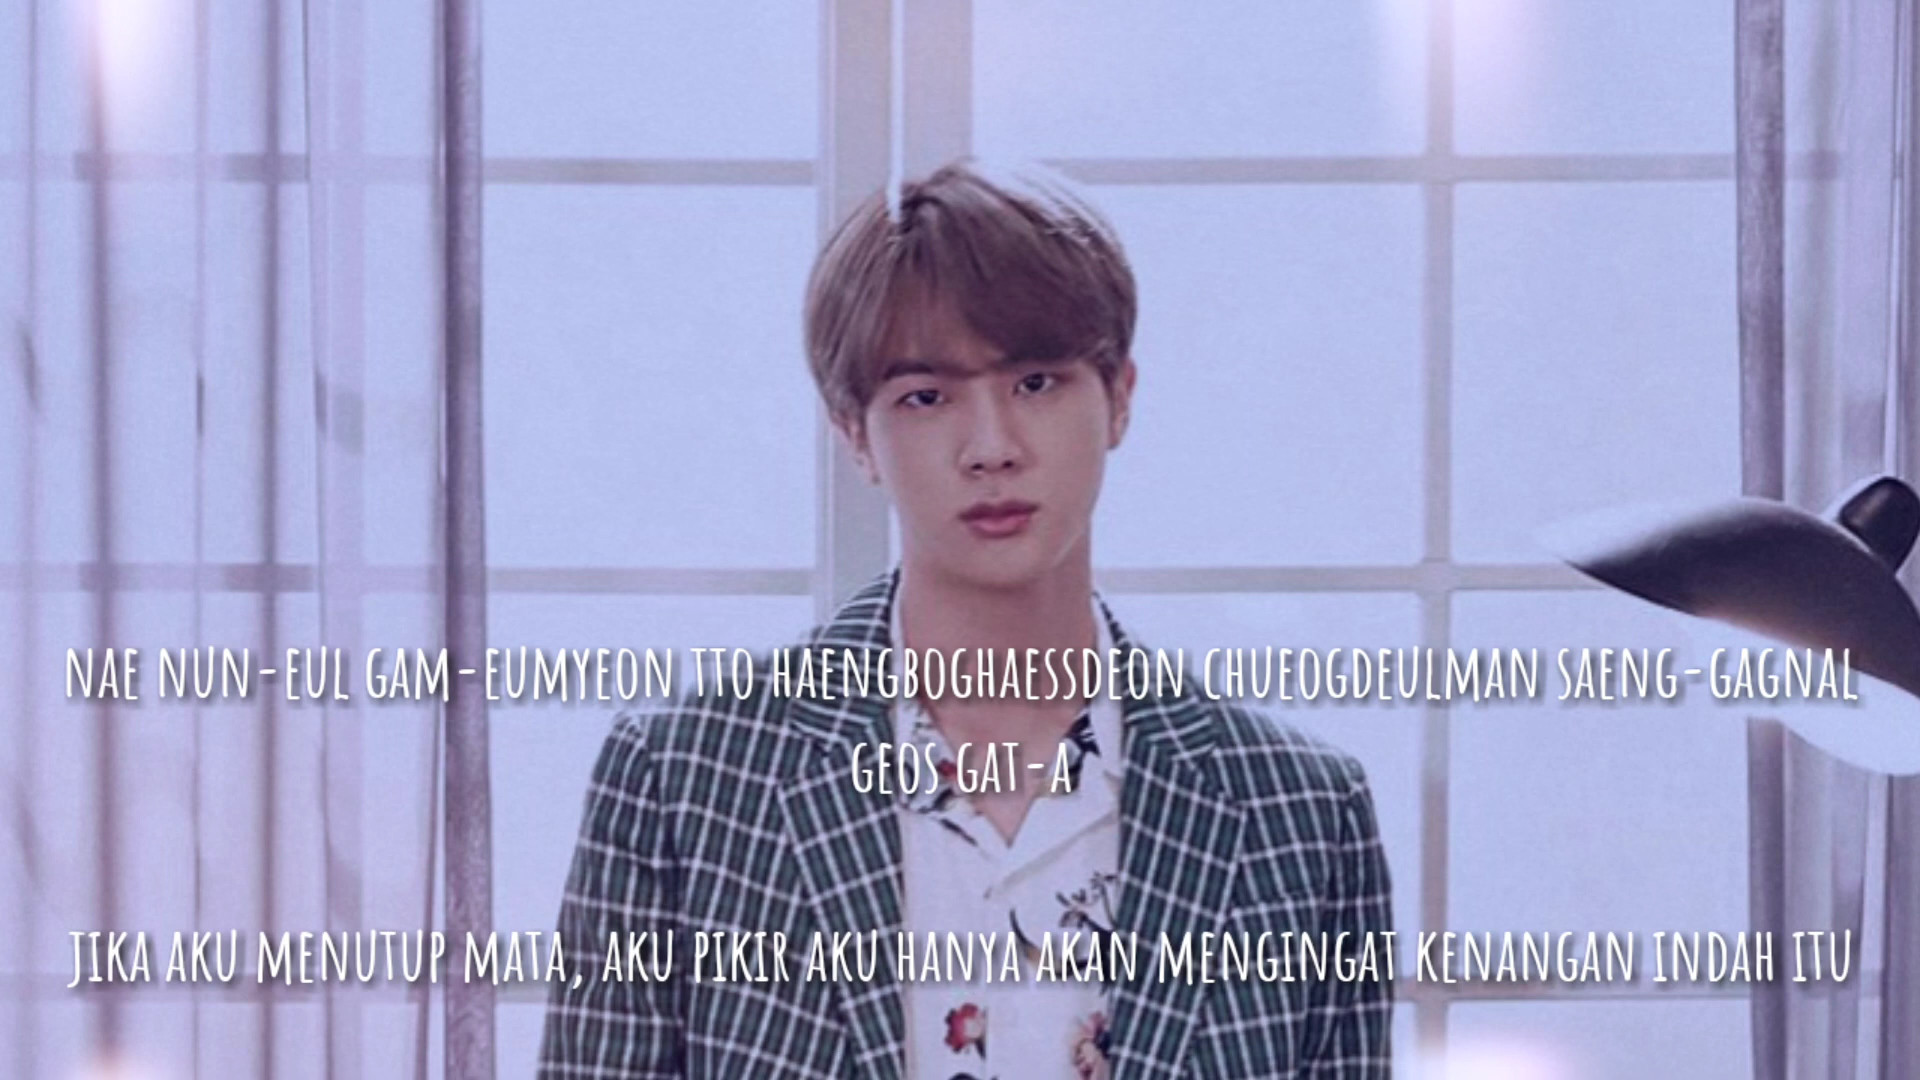 NAE NUN-EUL GAM-EUMYEON TTO HAENGBOGHAESSDEON CHUEOGDEULMAN SAENG-GAGNAL
GEOS GAT-A
JIKA AKU MENUTUP MATA, AKU PIKIR AKU HANYA AKAN MENGINGAT KENANGAN INDAH ITU